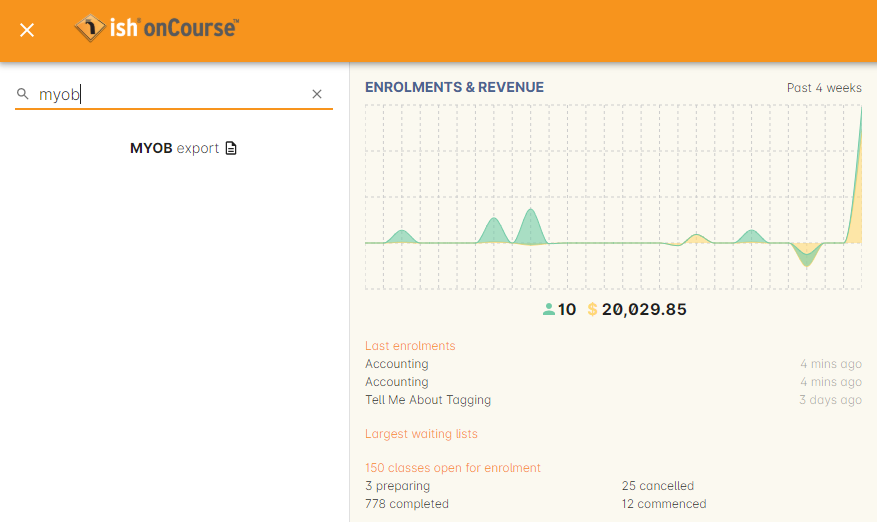 ish onCourse™
myob
MYOB export
ENROLMENTS & REVENUE
Past 4 weeks
10 $ 20,029.85
Last enrolments
Accounting 4 mins ago
Accounting 4 mins ago
Tell Me About Tagging 3 days ago
Largest waiting lists
150 classes open for enrolment
3 preparing 25 cancelled
778 completed 12 commenced